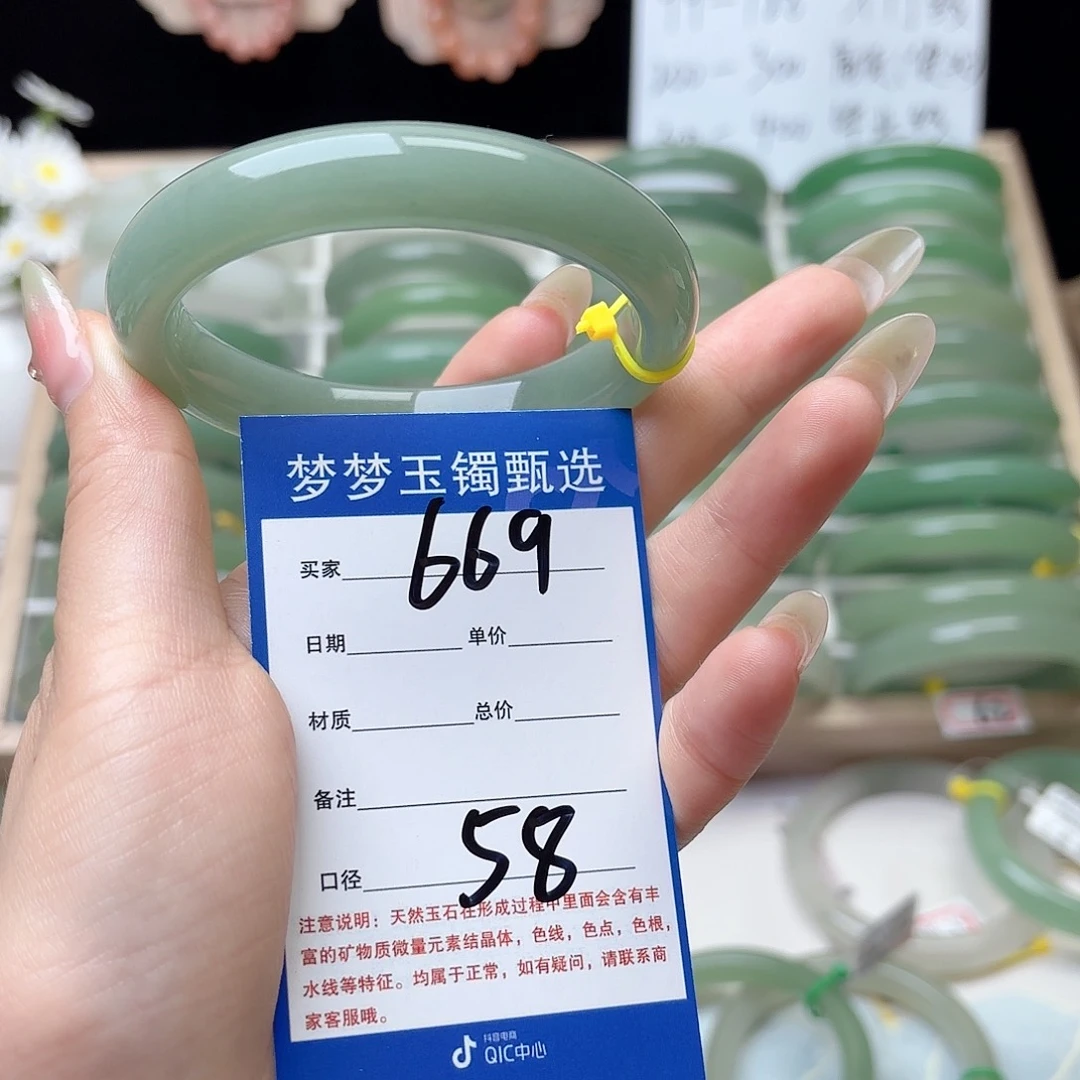 梦梦玉镯甄选
买家 669
日期 单价
材质 总价
备注
口径 58
注意说明：天然玉石在形成过程中里面会含有丰
富的矿物质微量元素结晶体，色线，色点，色根，
水线等特征。均属于正常，如有疑问，请联系商
家客服哦。
抖音电商
QIC中心